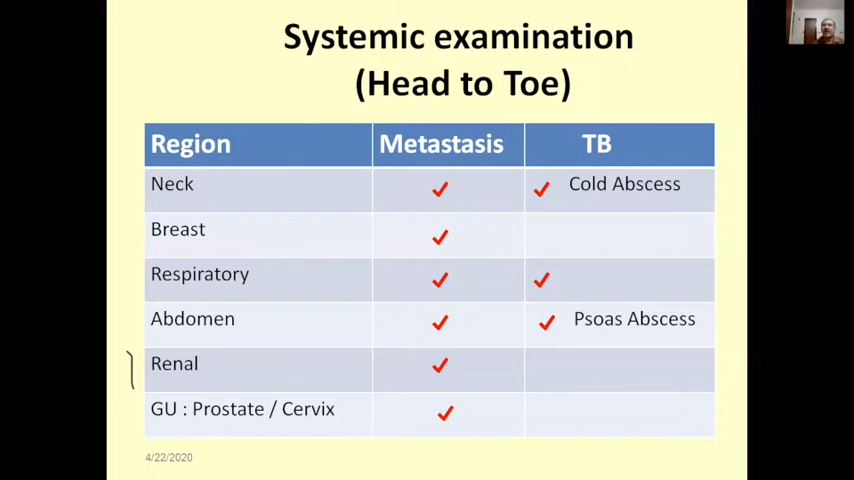 Systemic examination
(Head to Toe)
Region Metastasis TB
Neck ✓ ✓ Cold Abscess
Breast ✓
Respiratory ✓ ✓
Abdomen ✓ ✓ Psoas Abscess
Renal ✓
GU : Prostate / Cervix ✓
4/22/2020